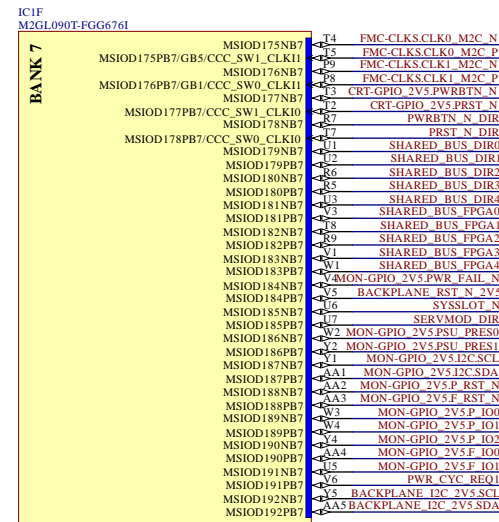 IC1F
M2GL090T-FGG676I
BANK 7
MSIOD175NB7 T4 FMC-CLKS.CLK0_M2C_N
MSIOD175PB7/GB5/CCC_SW1_CLKI1 T5 FMC-CLKS.CLK0_M2C_P
MSIOD176NB7 P9 FMC-CLKS.CLK1_M2C_N
MSIOD176PB7/GB1/CCC_SW0_CLKI1 P8 FMC-CLKS.CLK1_M2C_P
MSIOD177NB7 T3 CRT-GPIO_2V5.PWRBTN_N
MSIOD177PB7/CCC_SW1_CLKI0 T2 CRT-GPIO_2V5.PRST_N
MSIOD178NB7 R7 PWRBTN_N_DIR
MSIOD178PB7/CCC_SW0_CLKI0 T7 PRST_N_DIR
MSIOD179NB7 U1 SHARED_BUS_DIR0
MSIOD179PB7 U2 SHARED_BUS_DIR1
MSIOD180NB7 R6 SHARED_BUS_DIR2
MSIOD180PB7 R5 SHARED_BUS_DIR3
MSIOD181NB7 U3 SHARED_BUS_DIR4
MSIOD181PB7 V3 SHARED_BUS_FPGA0
MSIOD182NB7 T8 SHARED_BUS_FPGA1
MSIOD182PB7 R9 SHARED_BUS_FPGA2
MSIOD183NB7 V1 SHARED_BUS_FPGA3
MSIOD183PB7 W1 SHARED_BUS_FPGA4
MSIOD184NB7 V4 MON-GPIO_2V5.PWR_FAIL_N
MSIOD184PB7 V5 BACKPLANE_RST_N_2V5
MSIOD185NB7 U6 SYSSLOT_N
MSIOD185PB7 U7 SERVMOD_DIR
MSIOD186NB7 W2 MON-GPIO_2V5.PSU_PRES0
MSIOD186PB7 Y2 MON-GPIO_2V5.PSU_PRES1
MSIOD187NB7 Y1 MON-GPIO_2V5.I2C.SCL
MSIOD187PB7 AA1 MON-GPIO_2V5.I2C.SDA
MSIOD188NB7 AA2 MON-GPIO_2V5.P_RST_N
MSIOD188PB7 AA3 MON-GPIO_2V5.F_RST_N
MSIOD189NB7 W3 MON-GPIO_2V5.P_IO0
MSIOD189PB7 W4 MON-GPIO_2V5.P_IO1
MSIOD190NB7 Y4 MON-GPIO_2V5.P_IO2
MSIOD190PB7 AA4 MON-GPIO_2V5.F_IO0
MSIOD191NB7 U5 MON-GPIO_2V5.F_IO1
MSIOD191PB7 V6 PWR_CYC_REQ1
MSIOD192NB7 Y5 BACKPLANE_I2C_2V5.SCL
MSIOD192PB7 AA5 BACKPLANE_I2C_2V5.SDA